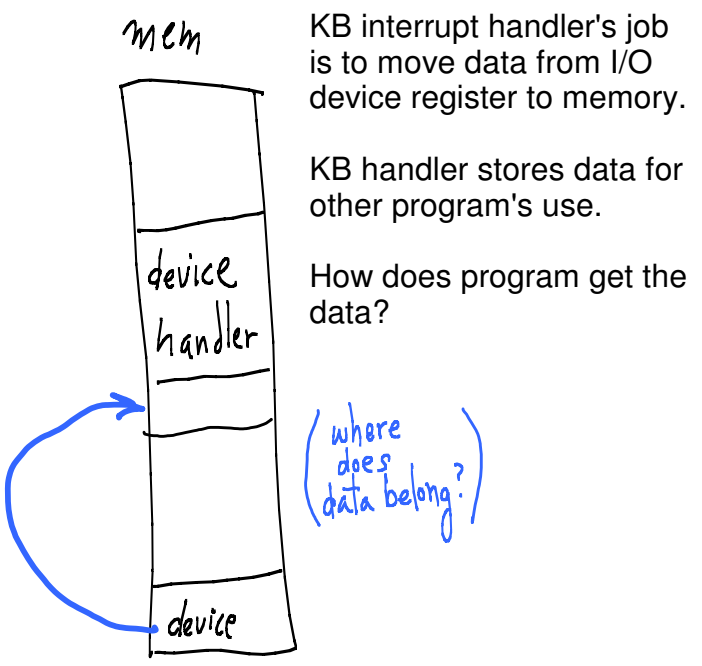 mem
KB interrupt handler's job
is to move data from I/O
device register to memory.
KB handler stores data for
other program's use.
How does program get the
data?
device
handler
(where
does
data belong?)
device